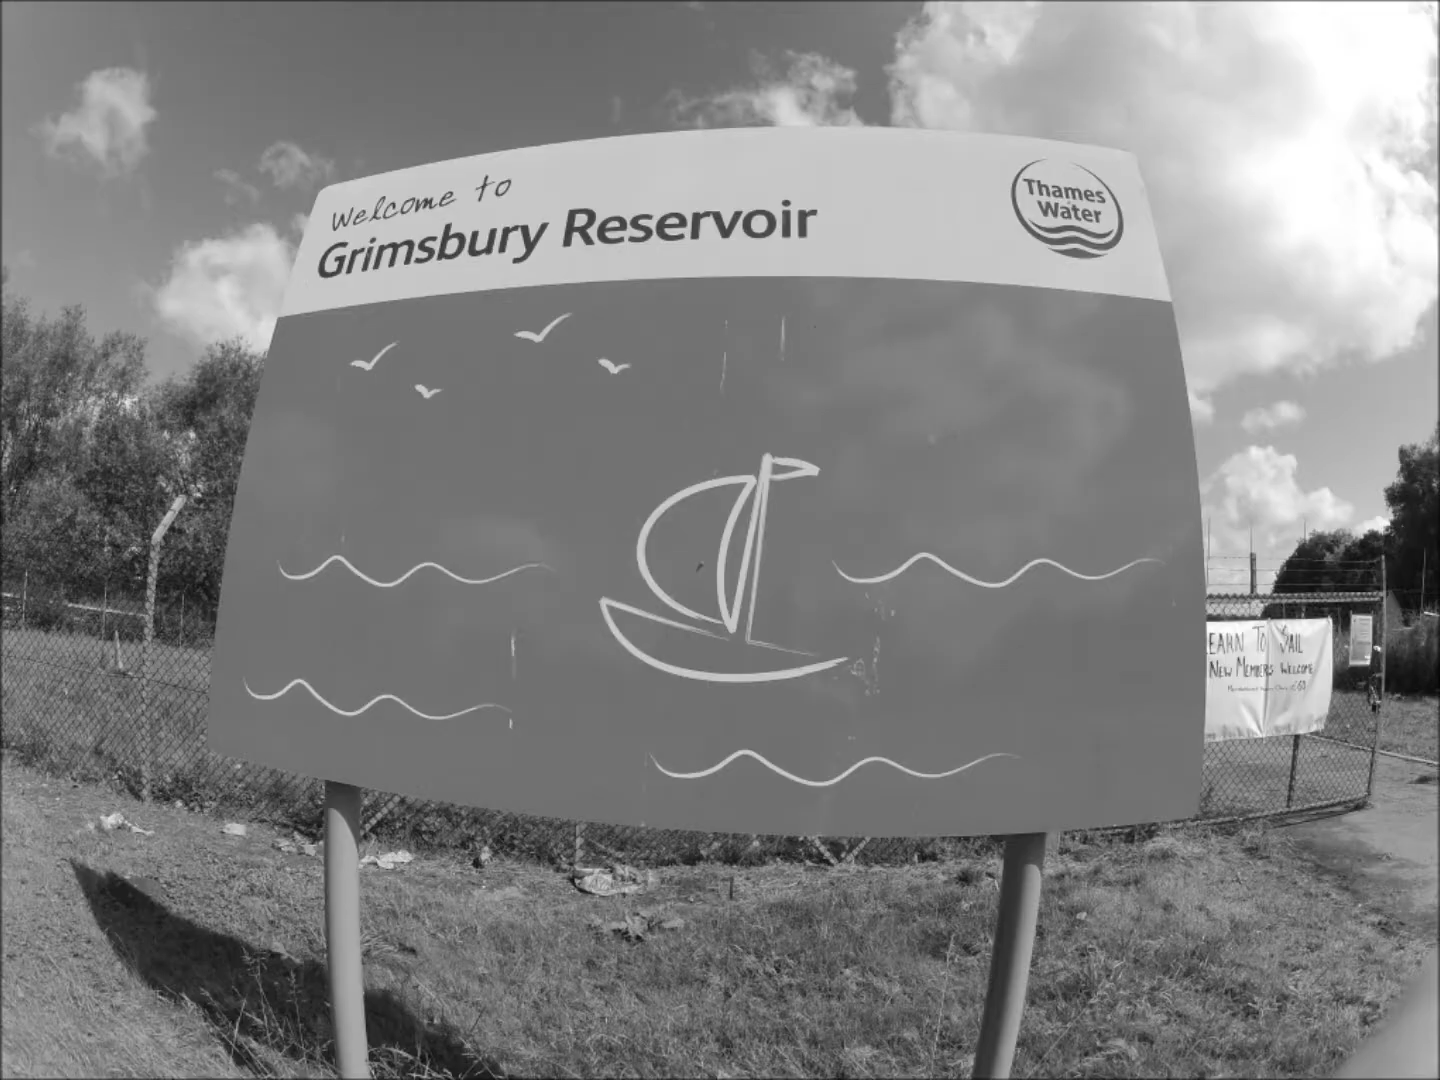 Welcome to
Grimsbury Reservoir
Thames
Water
EARN TO SAIL
NEW MEMBERS WELCOME